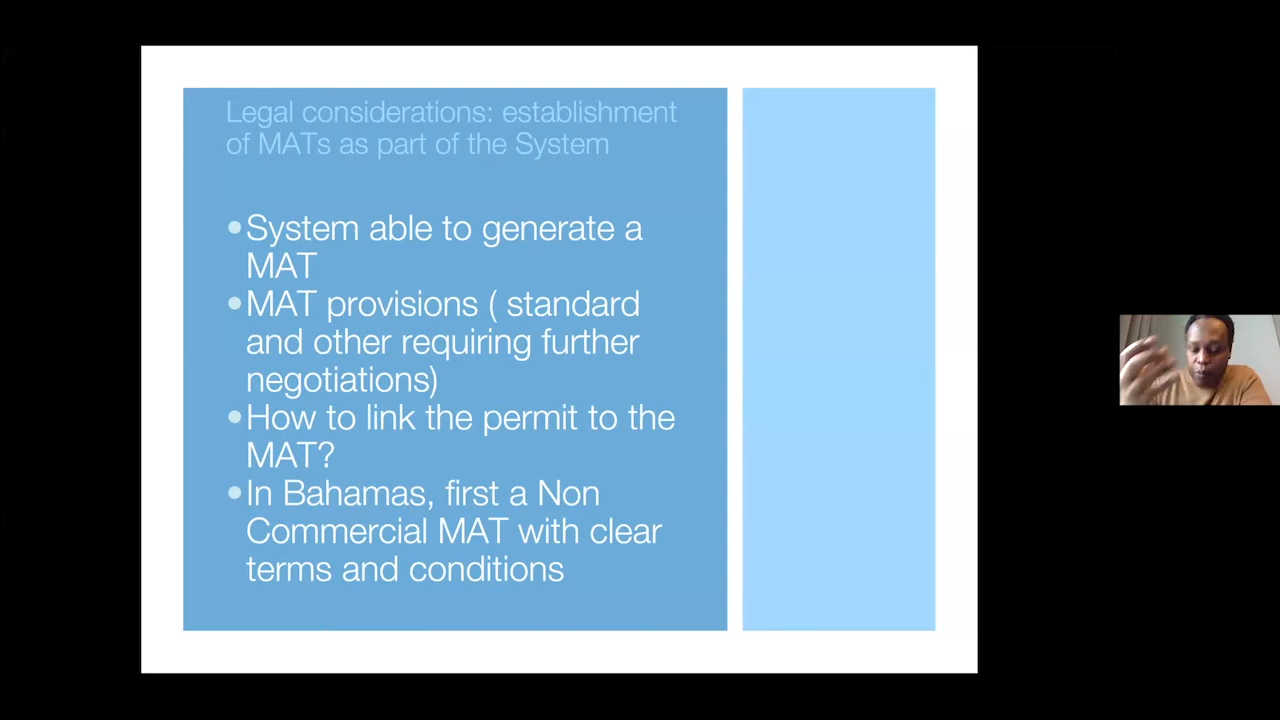 Legal considerations: establishment
of MATs as part of the System
•System able to generate a
MAT
•MAT provisions ( standard
and other requiring further
negotiations)
•How to link the permit to the
MAT?
•In Bahamas, first a Non
Commercial MAT with clear
terms and conditions